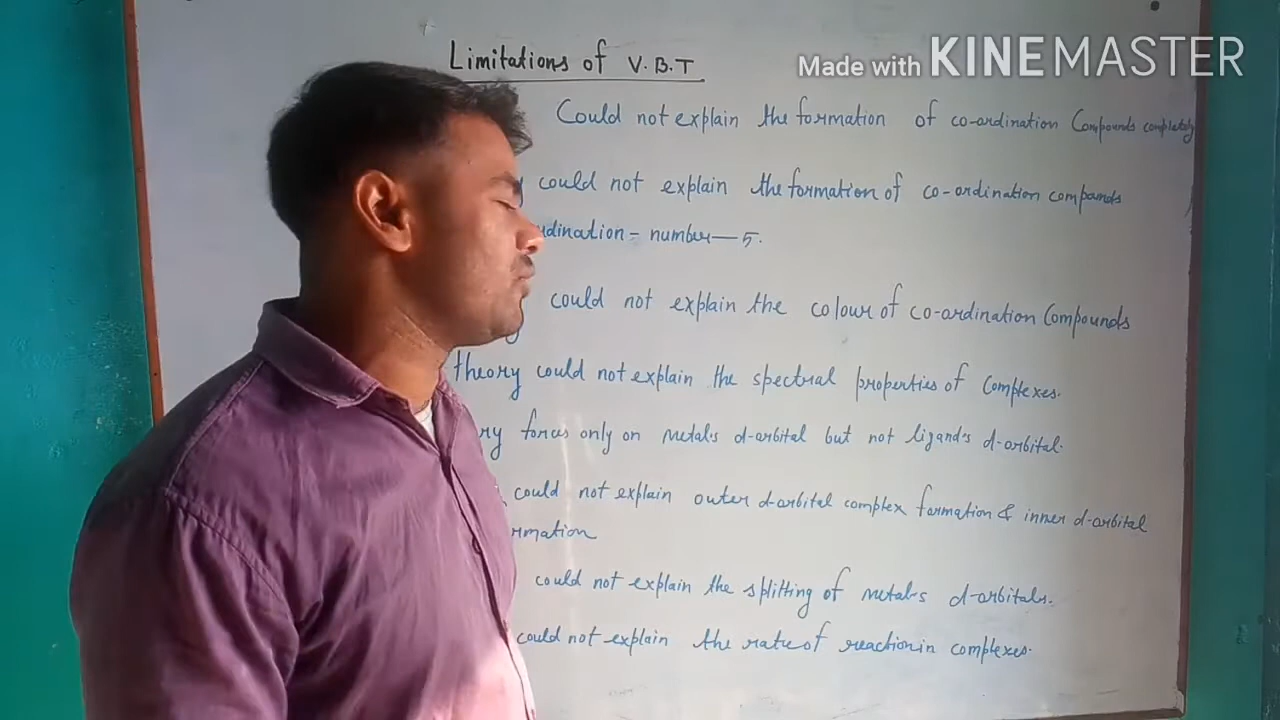 Made with KINEMASTER
Limitations of V.B.T
Could not explain the formation of co-ordination Compounds completely
could not explain the formation of co-ordination compounds
dination = number — 5.
could not explain the colour of co-ordination Compounds
theory could not explain the spectral properties of Complexes.
ry forces only on metal's d-orbital but not ligand's d-orbital.
could not explain outer d-orbital complex formation & inner d-orbital
rmation
could not explain the splitting of metal's d-orbitals.
could not explain the rate of reaction in complexes.